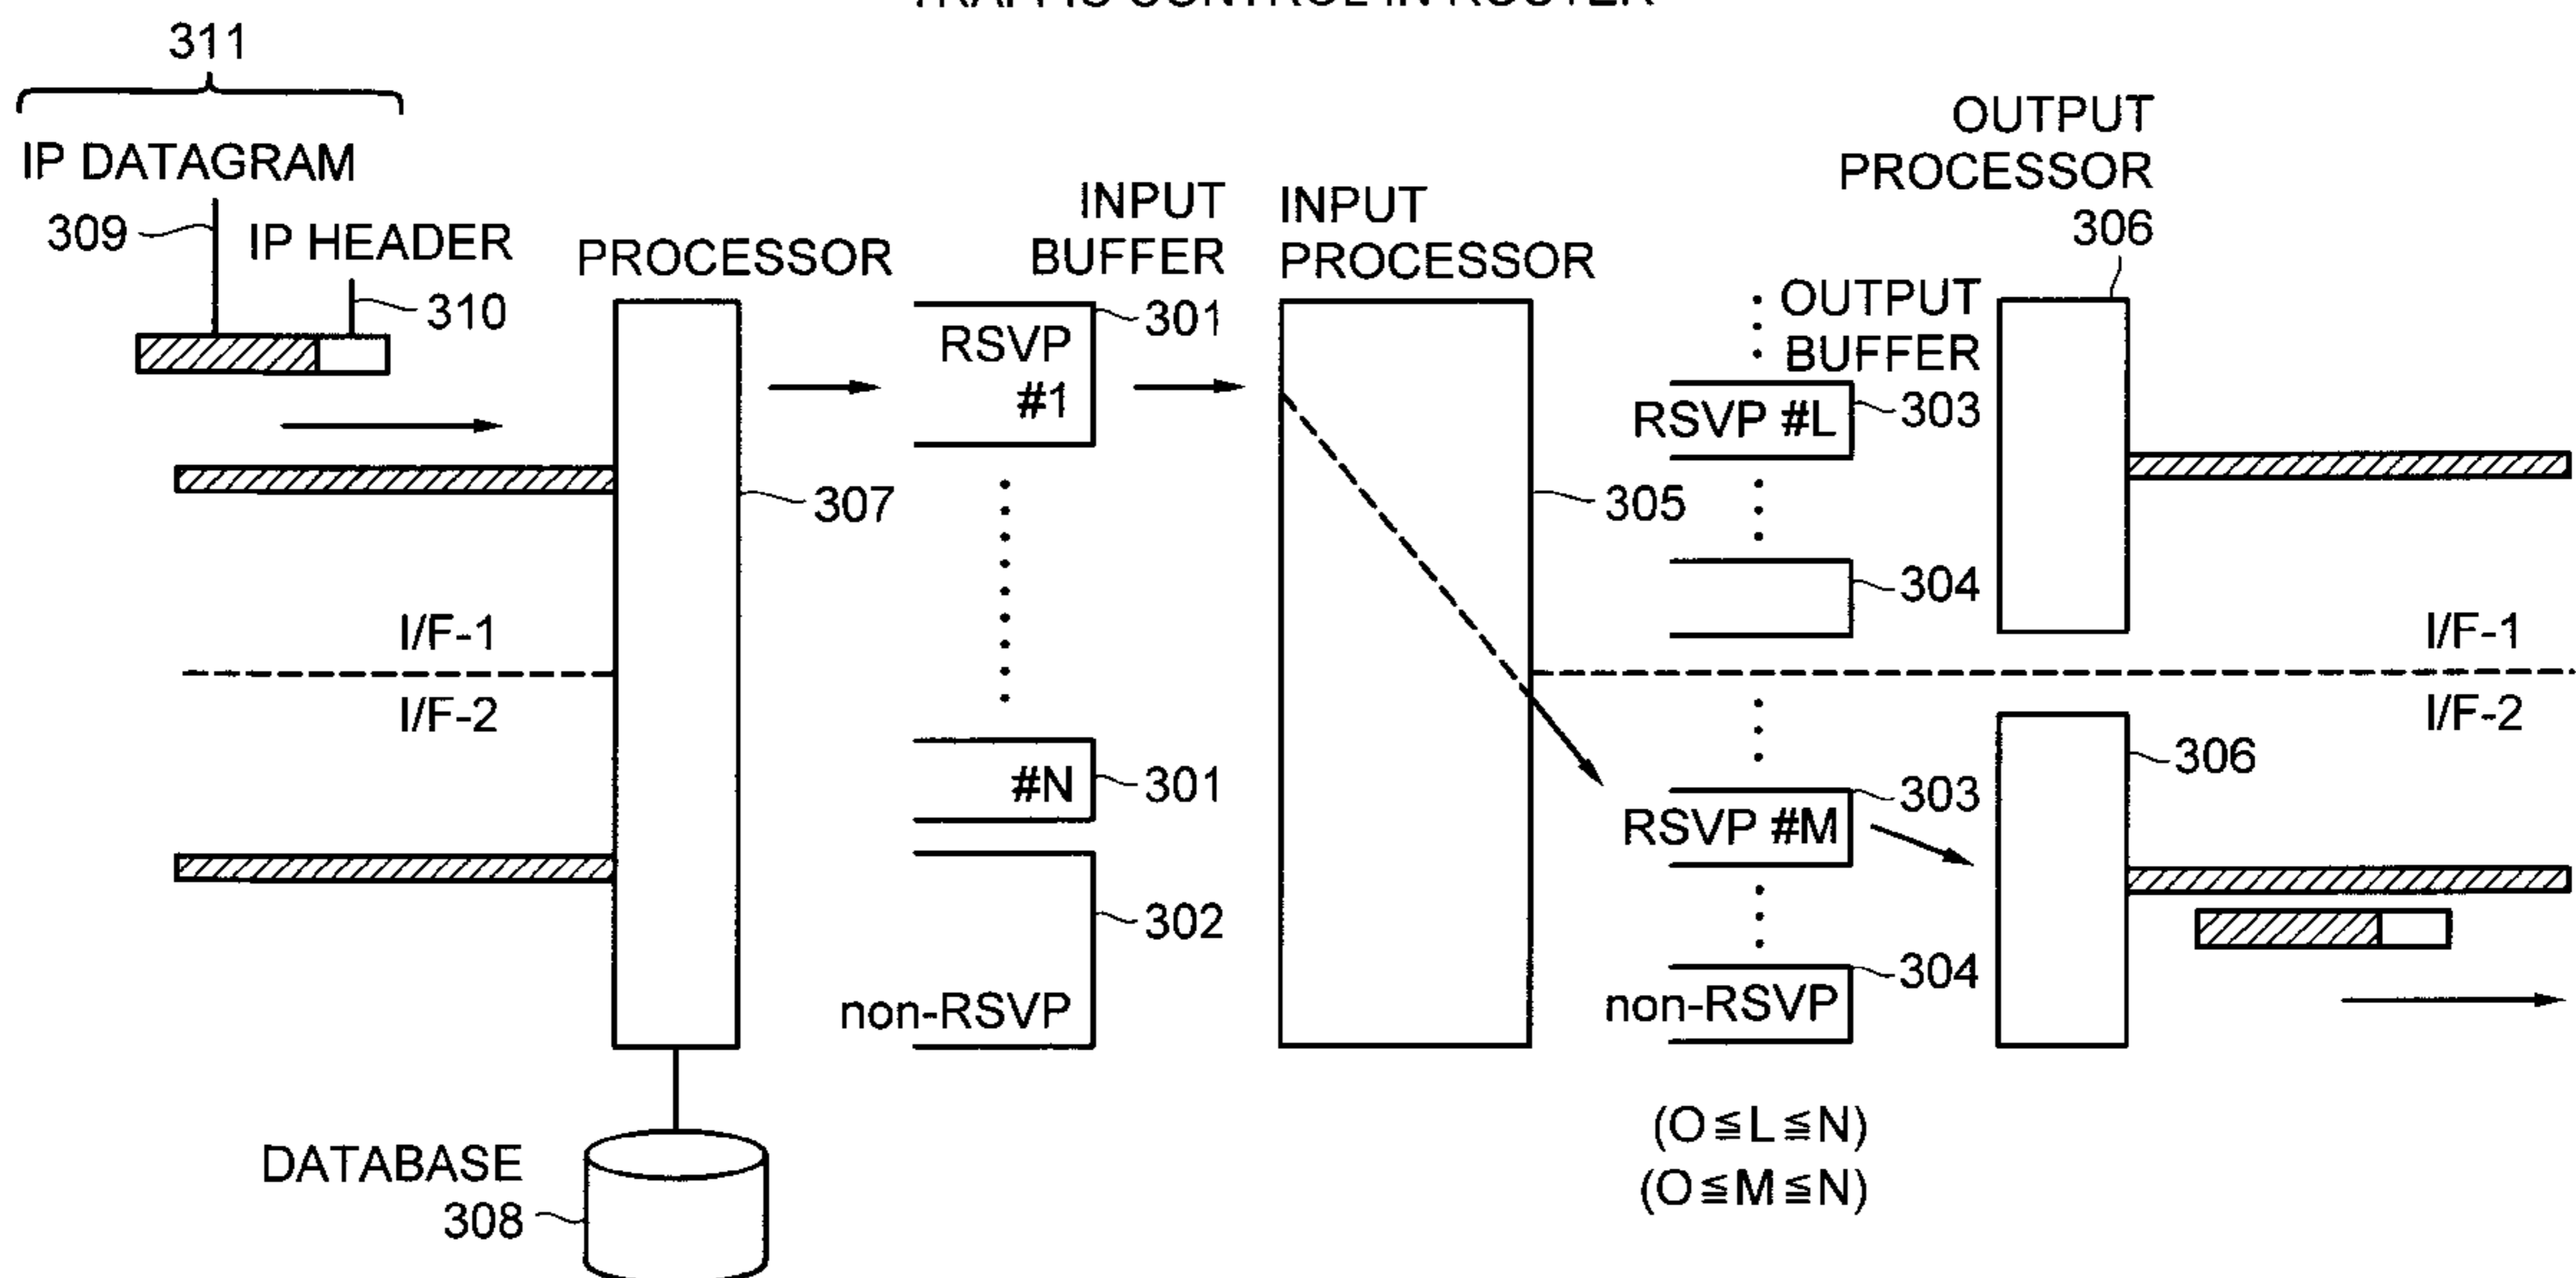 311
IP DATAGRAM
309
IP HEADER
310
PROCESSOR
307
INPUT
BUFFER
301
RSVP
#1
INPUT
PROCESSOR
305
OUTPUT
BUFFER
RSVP #L
303
304
OUTPUT
PROCESSOR
306
I/F-1
I/F-2
#N
301
302
non-RSVP
I/F-1
I/F-2
RSVP #M
303
306
non-RSVP
304
DATABASE
308
(O≦L≦N)
(O≦M≦N)